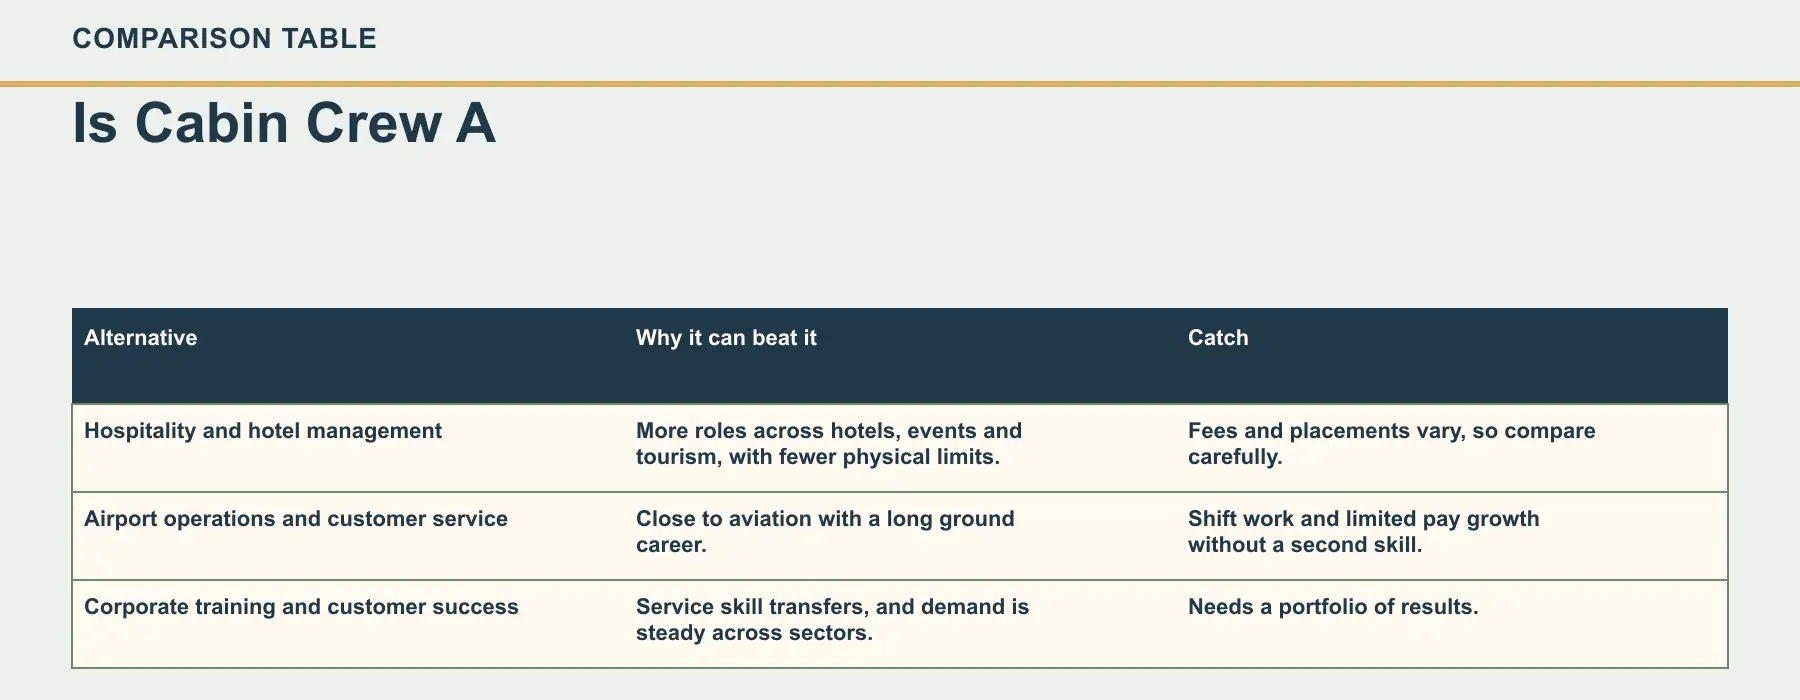 COMPARISON TABLE
Is Cabin Crew A
Alternative
Why it can beat it
Catch
Hospitality and hotel management
More roles across hotels, events and
tourism, with fewer physical limits.
Fees and placements vary, so compare
carefully.
Airport operations and customer service
Close to aviation with a long ground
career.
Shift work and limited pay growth
without a second skill.
Corporate training and customer success
Service skill transfers, and demand is
steady across sectors.
Needs a portfolio of results.